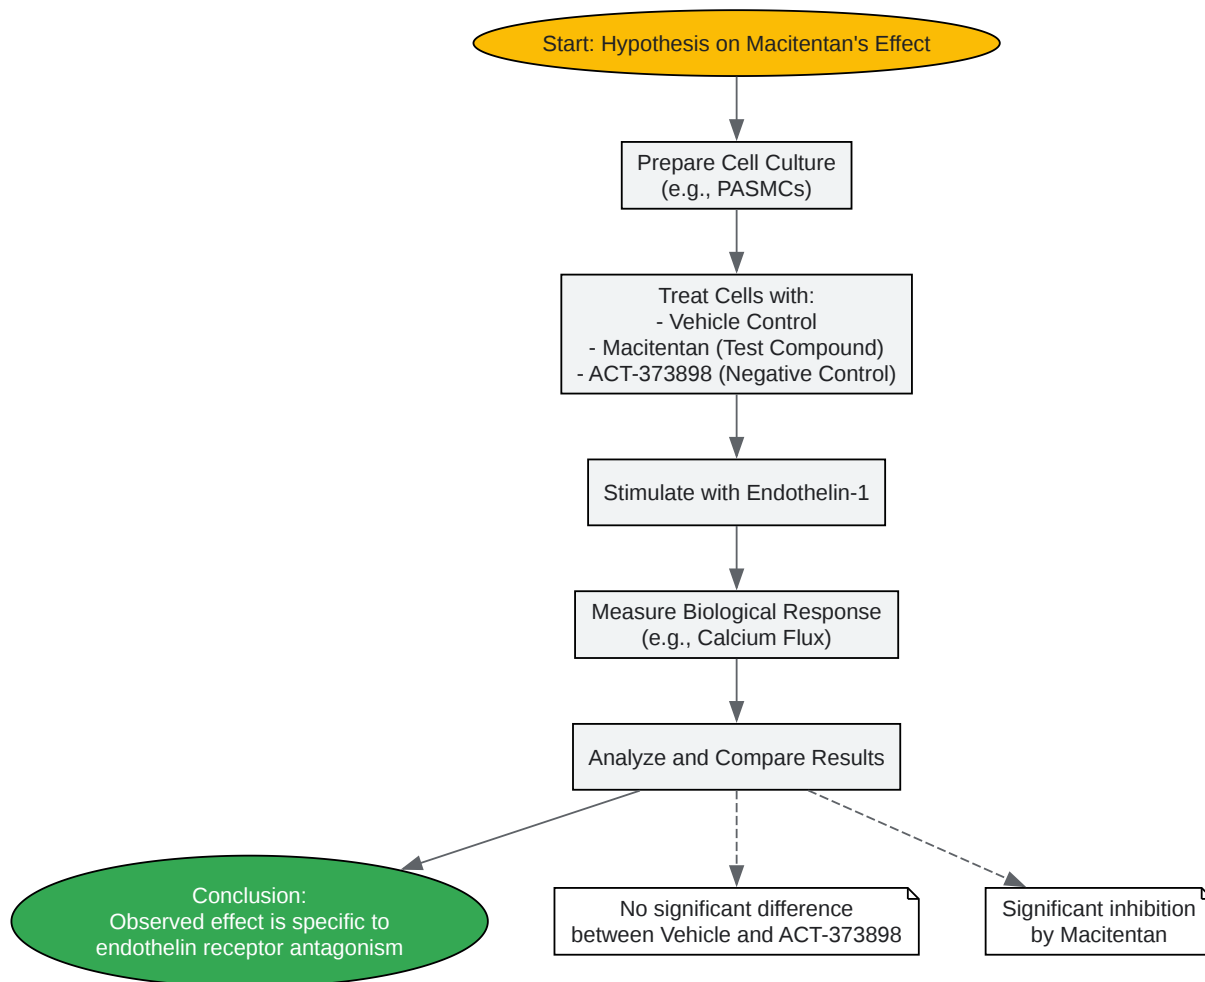 Start: Hypothesis on Macitentan's Effect
Prepare Cell Culture
(e.g., PASMCs)
Treat Cells with:
- Vehicle Control
- Macitentan (Test Compound)
- ACT-373898 (Negative Control)
Stimulate with Endothelin-1
Measure Biological Response
(e.g., Calcium Flux)
Analyze and Compare Results
Conclusion:
Observed effect is specific to
endothelin receptor antagonism
No significant difference
between Vehicle and ACT-373898
Significant inhibition
by Macitentan